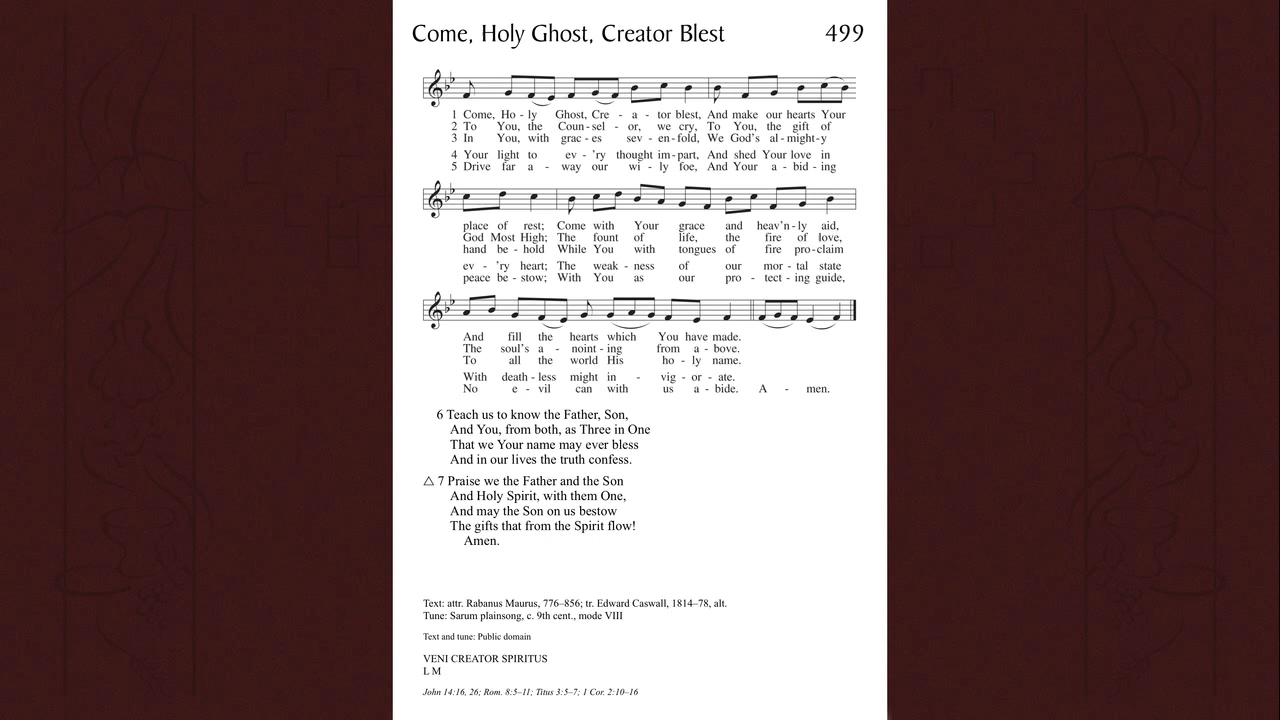 Come, Holy Ghost, Creator Blest 499
1 Come, Ho - ly Ghost, Cre - a - tor blest, And make our hearts Your
2 To You, the Coun - sel - or, we cry, To You, the gift of
3 In You, with grac - es sev - en - fold, We God's al - might - y
4 Your light to ev - 'ry thought im - part, And shed Your love in
5 Drive far a - way our wi - ly foe, And Your a - bid - ing
place of rest; Come with Your grace and heav'n - ly aid,
God Most High; The fount of life, the fire of love,
hand be - hold While You with tongues of fire pro - claim
ev - 'ry heart; The weak - ness of our mor - tal state
peace be - stow; With You as our pro - tect - ing guide,
And fill the hearts which You have made.
The soul's a - noint - ing from a - bove.
To all the world His ho - ly name.
With death - less might in - vig - or - ate.
No e - vil can with us a - bide. A - men.
6 Teach us to know the Father, Son,
And You, from both, as Three in One
That we Your name may ever bless
And in our lives the truth confess.
△ 7 Praise we the Father and the Son
And Holy Spirit, with them One,
And may the Son on us bestow
The gifts that from the Spirit flow!
Amen.
Text: attr. Rabanus Maurus, 776–856; tr. Edward Caswall, 1814–78, alt.
Tune: Sarum plainsong, c. 9th cent., mode VIII
Text and tune: Public domain
VENI CREATOR SPIRITUS
L M
John 14:16, 26; Rom. 8:5–11; Titus 3:5–7; 1 Cor. 2:10–16